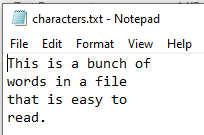 characters.txt - Notepad
File Edit Format View Help
This is a bunch of
words in a file
that is easy to
read.